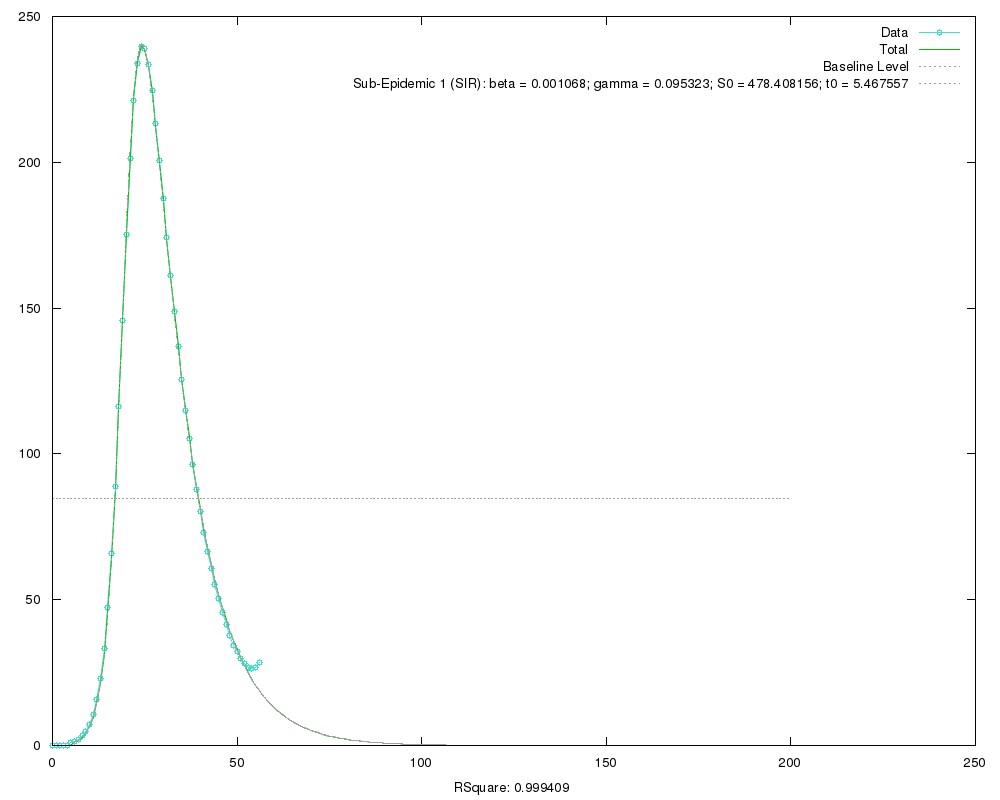 250
200
150
100
50
0
Data
Total
Baseline Level
Sub-Epidemic 1 (SIR): beta = 0.001068; gamma = 0.095323; S0 = 478.408156; t0 = 5.467557
0 50 100 150 200 250
RSquare: 0.999409